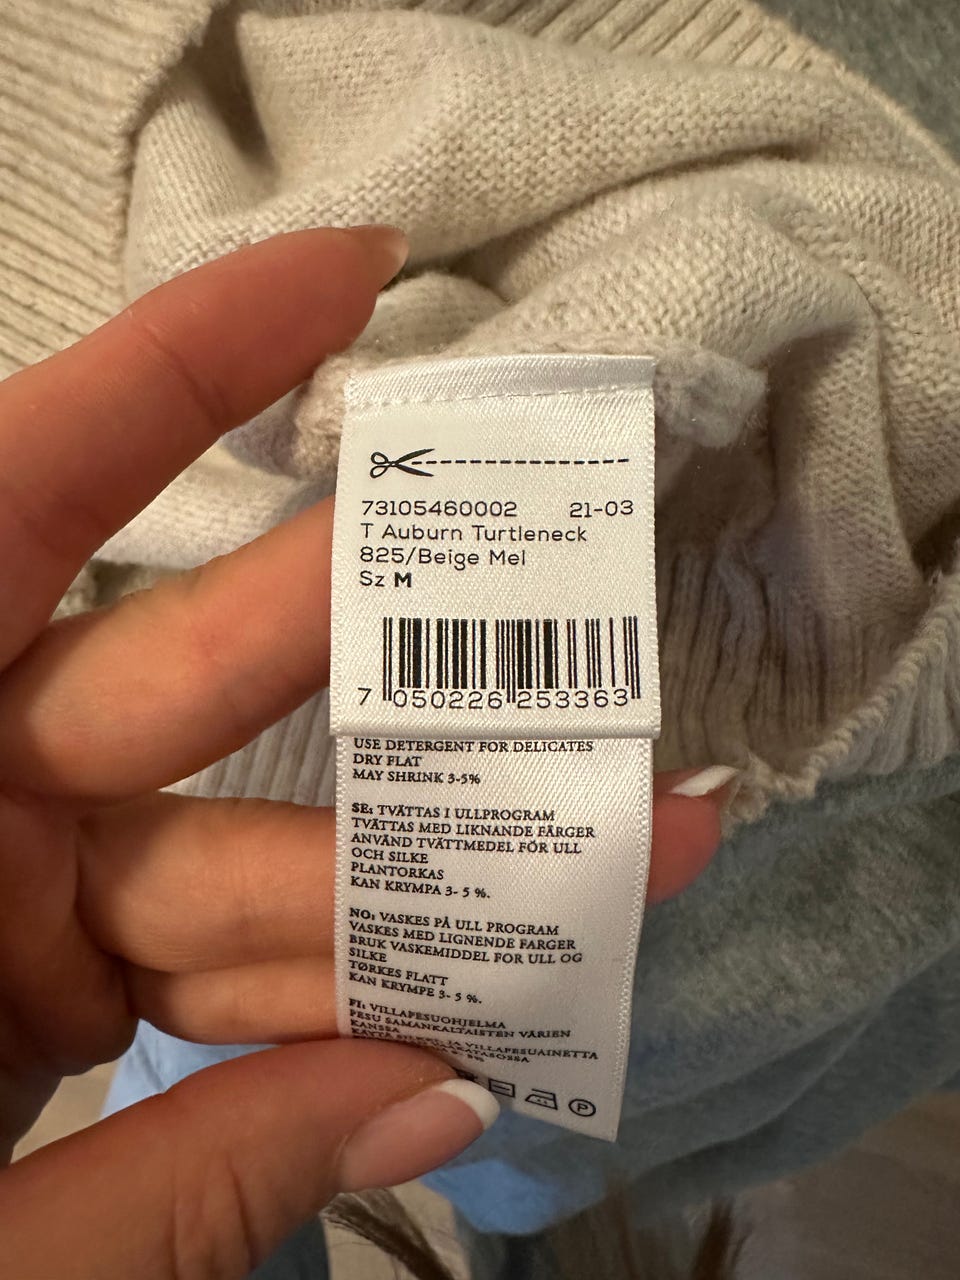 73105460002 21-03
T Auburn Turtleneck
825/Beige Mel
Sz M
7 050226 253363
USE DETERGENT FOR DELICATES
DRY FLAT
MAY SHRINK 3-5%
SE: TVÄTTAS I ULLPROGRAM
TVÄTTAS MED LIKNANDE FÄRGER
ANVÄND TVÄTTMEDEL FÖR ULL
OCH SILKE
PLANTORKAS
KAN KRYMPA 3- 5 %.
NO: VASKES PÅ ULL PROGRAM
VASKES MED LIGNENDE FARGER
BRUK VASKEMIDDEL FOR ULL OG
SILKE
TØRKES FLATT
KAN KRYMPE 3- 5 %.
FI: VILLAPESUOHJELMA
PESU SAMANKALTAISTEN VÄRIEN
KANSSA
JA VILLAPESUAINETTA
P